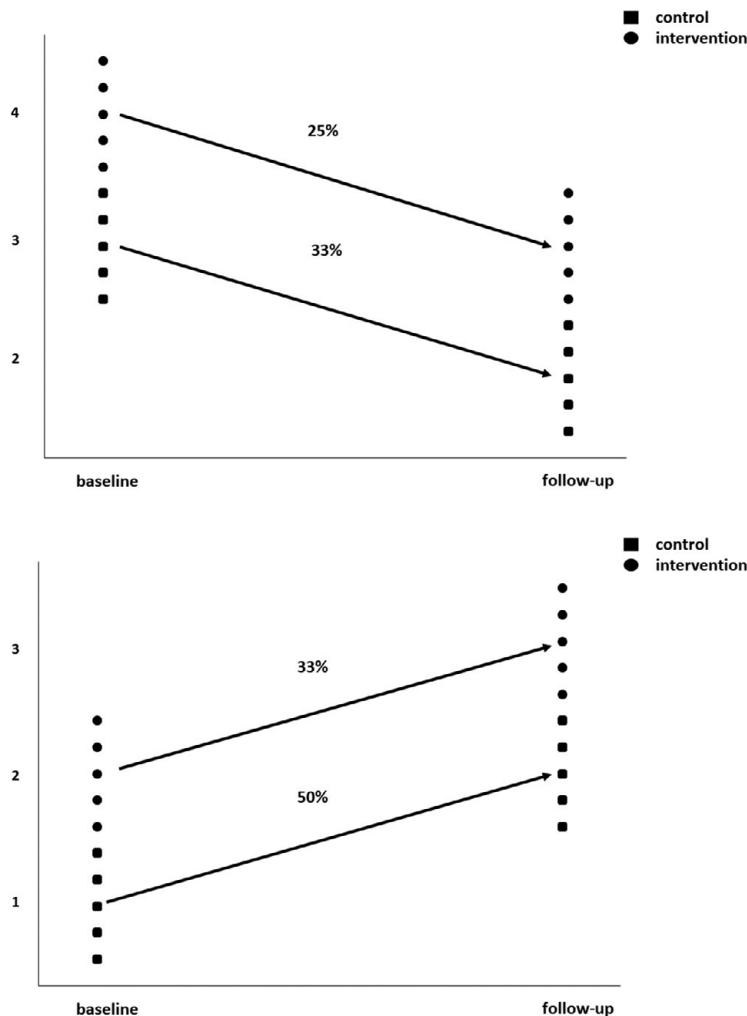 control
intervention
4
25%
3
33%
2
baseline follow-up
control
intervention
3
33%
2
50%
1
baseline follow-up